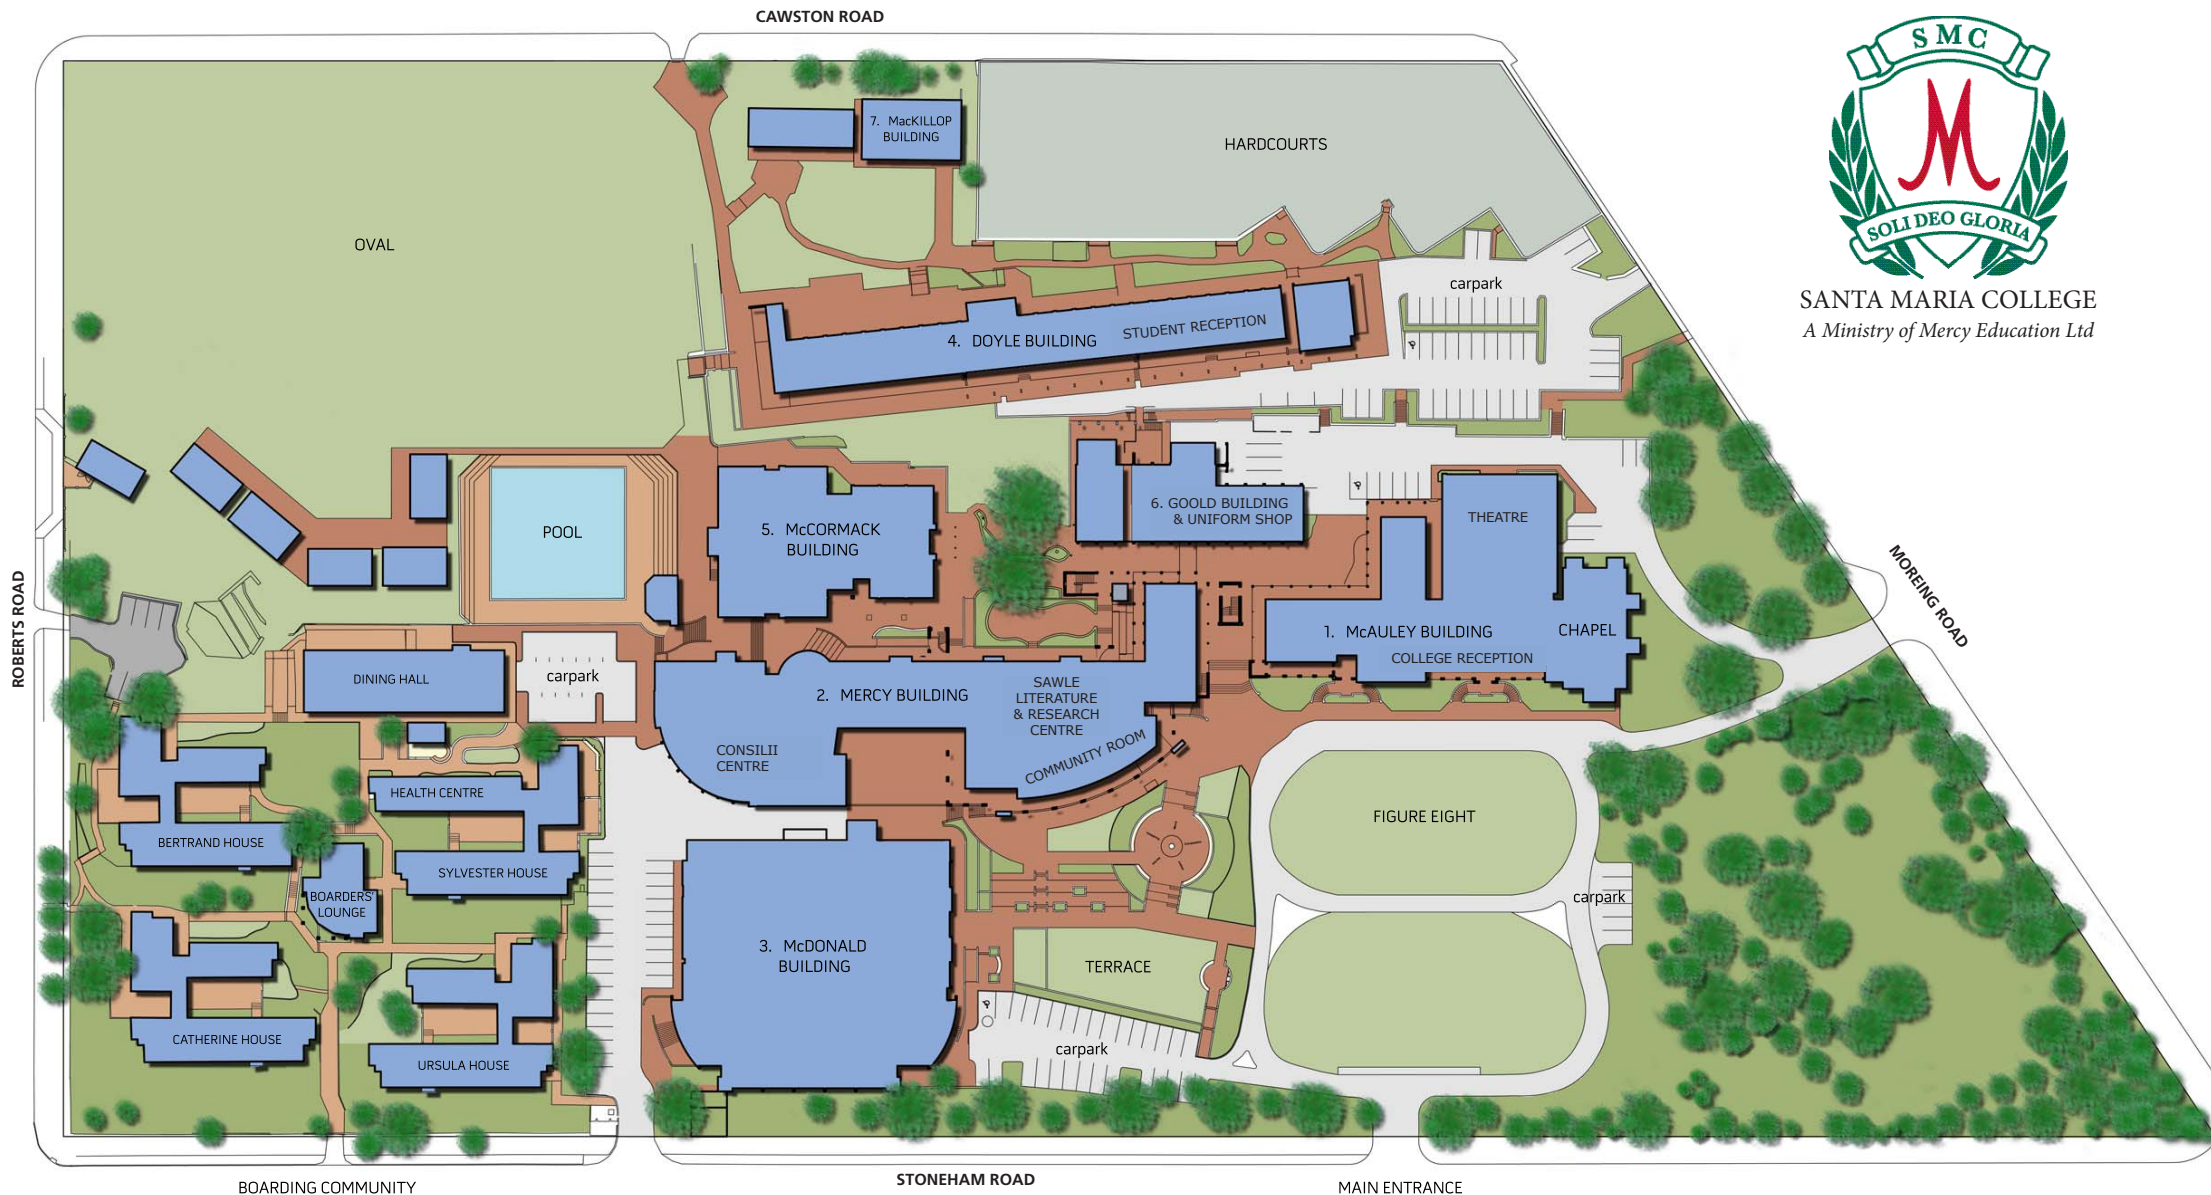 CAWSTON ROAD
SMC
M
SOLI DEO GLORIA
SANTA MARIA COLLEGE
A Ministry of Mercy Education Ltd
7. MacKILLOP
BUILDING
HARDCOURTS
OVAL
carpark
4. DOYLE BUILDING
STUDENT RECEPTION
POOL
5. McCORMACK
BUILDING
6. GOOLD BUILDING
& UNIFORM SHOP
THEATRE
MOREING ROAD
ROBERTS ROAD
1. McAULEY BUILDING
COLLEGE RECEPTION
CHAPEL
DINING HALL
carpark
2. MERCY BUILDING
SAWLE
LITERATURE
& RESEARCH
CENTRE
CONSILII
CENTRE
COMMUNITY ROOM
HEALTH CENTRE
BERTRAND HOUSE
SYLVESTER HOUSE
BOARDERS'
LOUNGE
FIGURE EIGHT
carpark
3. McDONALD
BUILDING
TERRACE
CATHERINE HOUSE
URSULA HOUSE
carpark
BOARDING COMMUNITY
STONEHAM ROAD
MAIN ENTRANCE